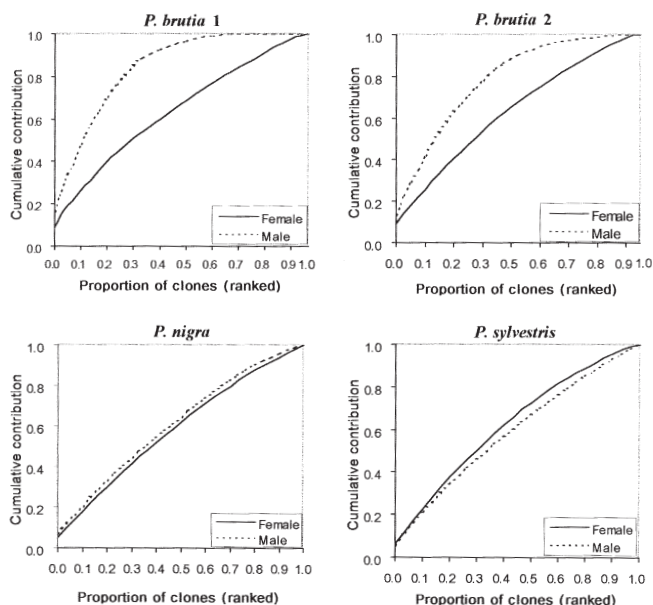 P. brutia 1
Cumulative contribution
1.0
0.8
0.6
0.4
0.2
0.0
Female
Male
0.0 0.1 0.2 0.3 0.4 0.5 0.6 0.7 0.8 0.9 1.0
Proportion of clones (ranked)
P. brutia 2
Cumulative contribution
1.0
0.8
0.6
0.4
0.2
0.0
Female
Male
0.0 0.1 0.2 0.3 0.5 0.6 0.7 0.8 0.9 1.0
Proportion of clones (ranked)
P. nigra
Cumulative contribution
1.0
0.8
0.6
0.4
0.2
0.0
Female
Male
0.0 0.1 0.2 0.3 0.4 0.5 0.6 0.7 0.8 0.9 1.0
Proportion of clones (ranked)
P. sylvestris
Cumulative contribution
1.0
0.8
0.6
0.4
0.2
0.0
Female
Male
0.0 0.1 0.2 0.3 0.4 0.5 0.6 0.7 0.8 0.9 1.0
Proportion of clones (ranked)